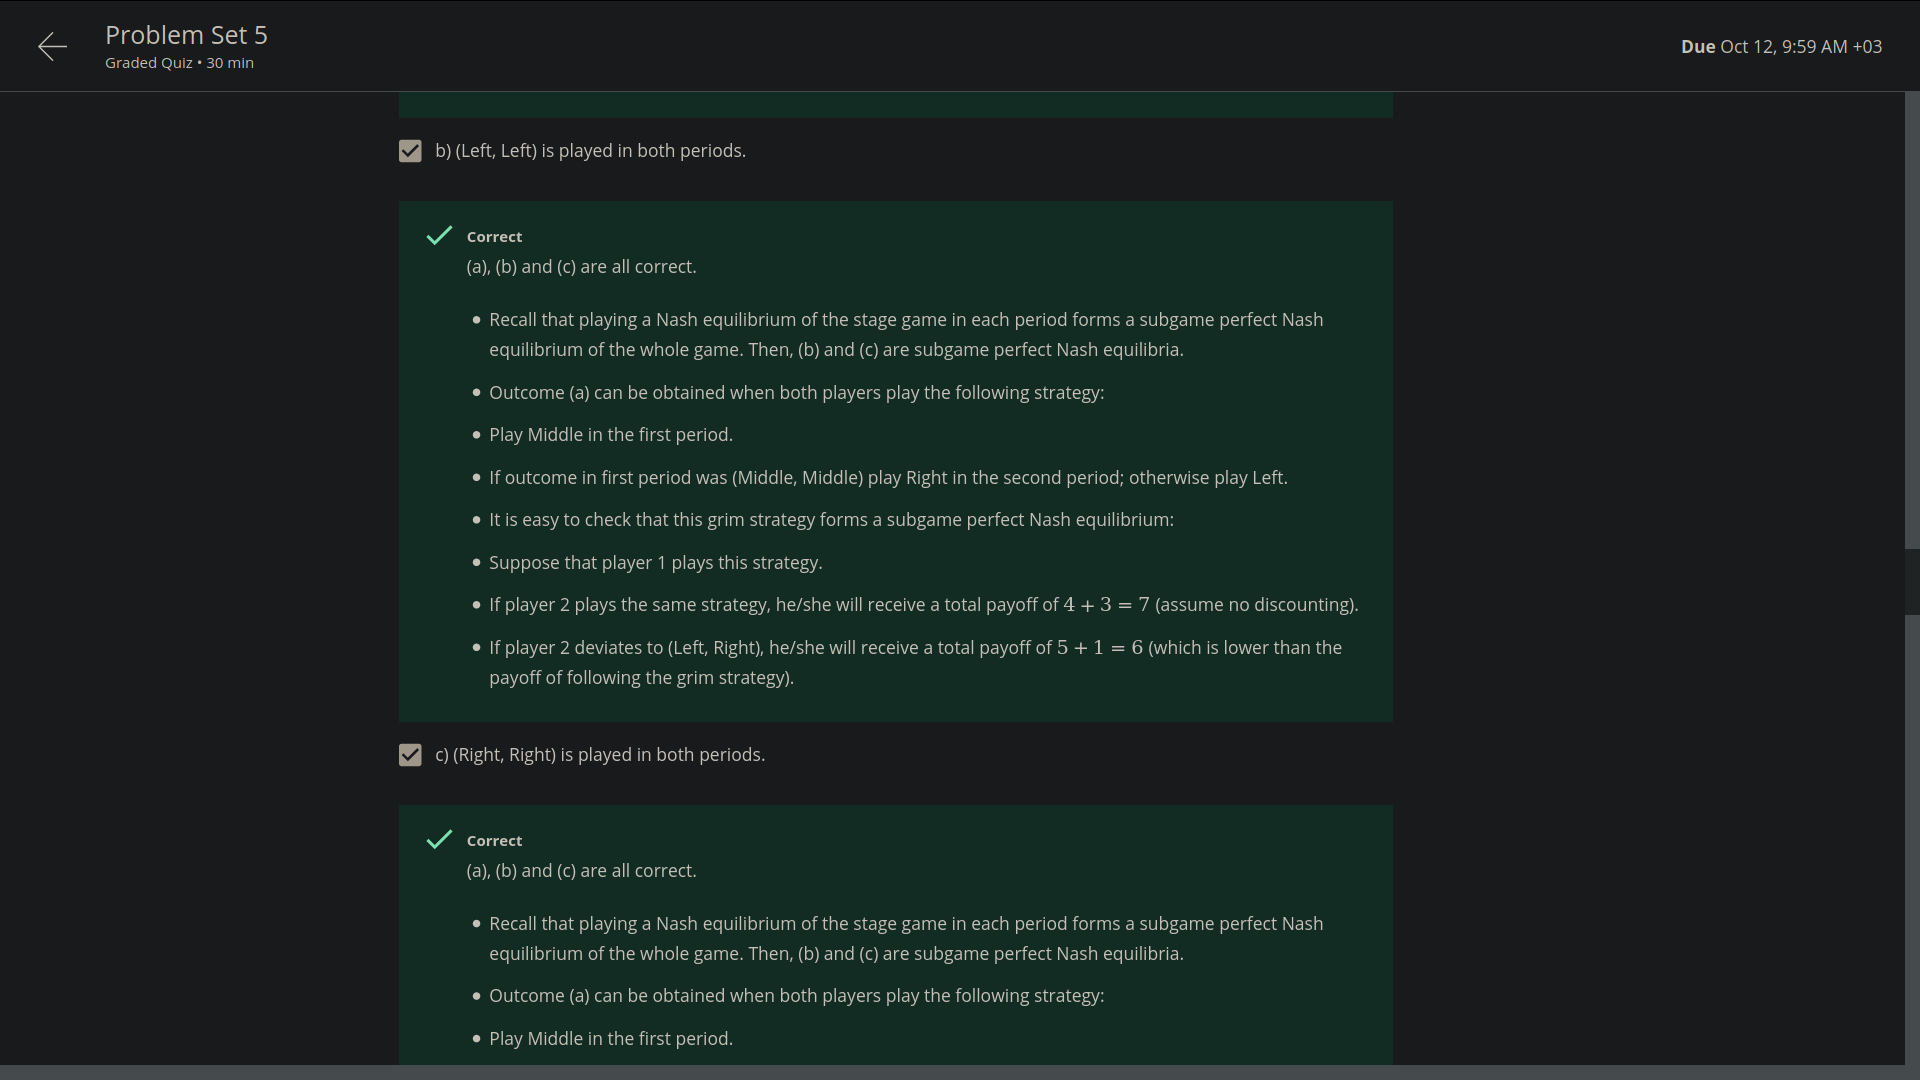 Problem Set 5
Graded Quiz • 30 min
Due Oct 12, 9:59 AM +03
b) (Left, Left) is played in both periods.
Correct
(a), (b) and (c) are all correct.
• Recall that playing a Nash equilibrium of the stage game in each period forms a subgame perfect Nash
equilibrium of the whole game. Then, (b) and (c) are subgame perfect Nash equilibria.
• Outcome (a) can be obtained when both players play the following strategy:
• Play Middle in the first period.
• If outcome in first period was (Middle, Middle) play Right in the second period; otherwise play Left.
• It is easy to check that this grim strategy forms a subgame perfect Nash equilibrium:
• Suppose that player 1 plays this strategy.
• If player 2 plays the same strategy, he/she will receive a total payoff of 4 + 3 = 7 (assume no discounting).
• If player 2 deviates to (Left, Right), he/she will receive a total payoff of 5 + 1 = 6 (which is lower than the
payoff of following the grim strategy).
c) (Right, Right) is played in both periods.
Correct
(a), (b) and (c) are all correct.
• Recall that playing a Nash equilibrium of the stage game in each period forms a subgame perfect Nash
equilibrium of the whole game. Then, (b) and (c) are subgame perfect Nash equilibria.
• Outcome (a) can be obtained when both players play the following strategy:
• Play Middle in the first period.